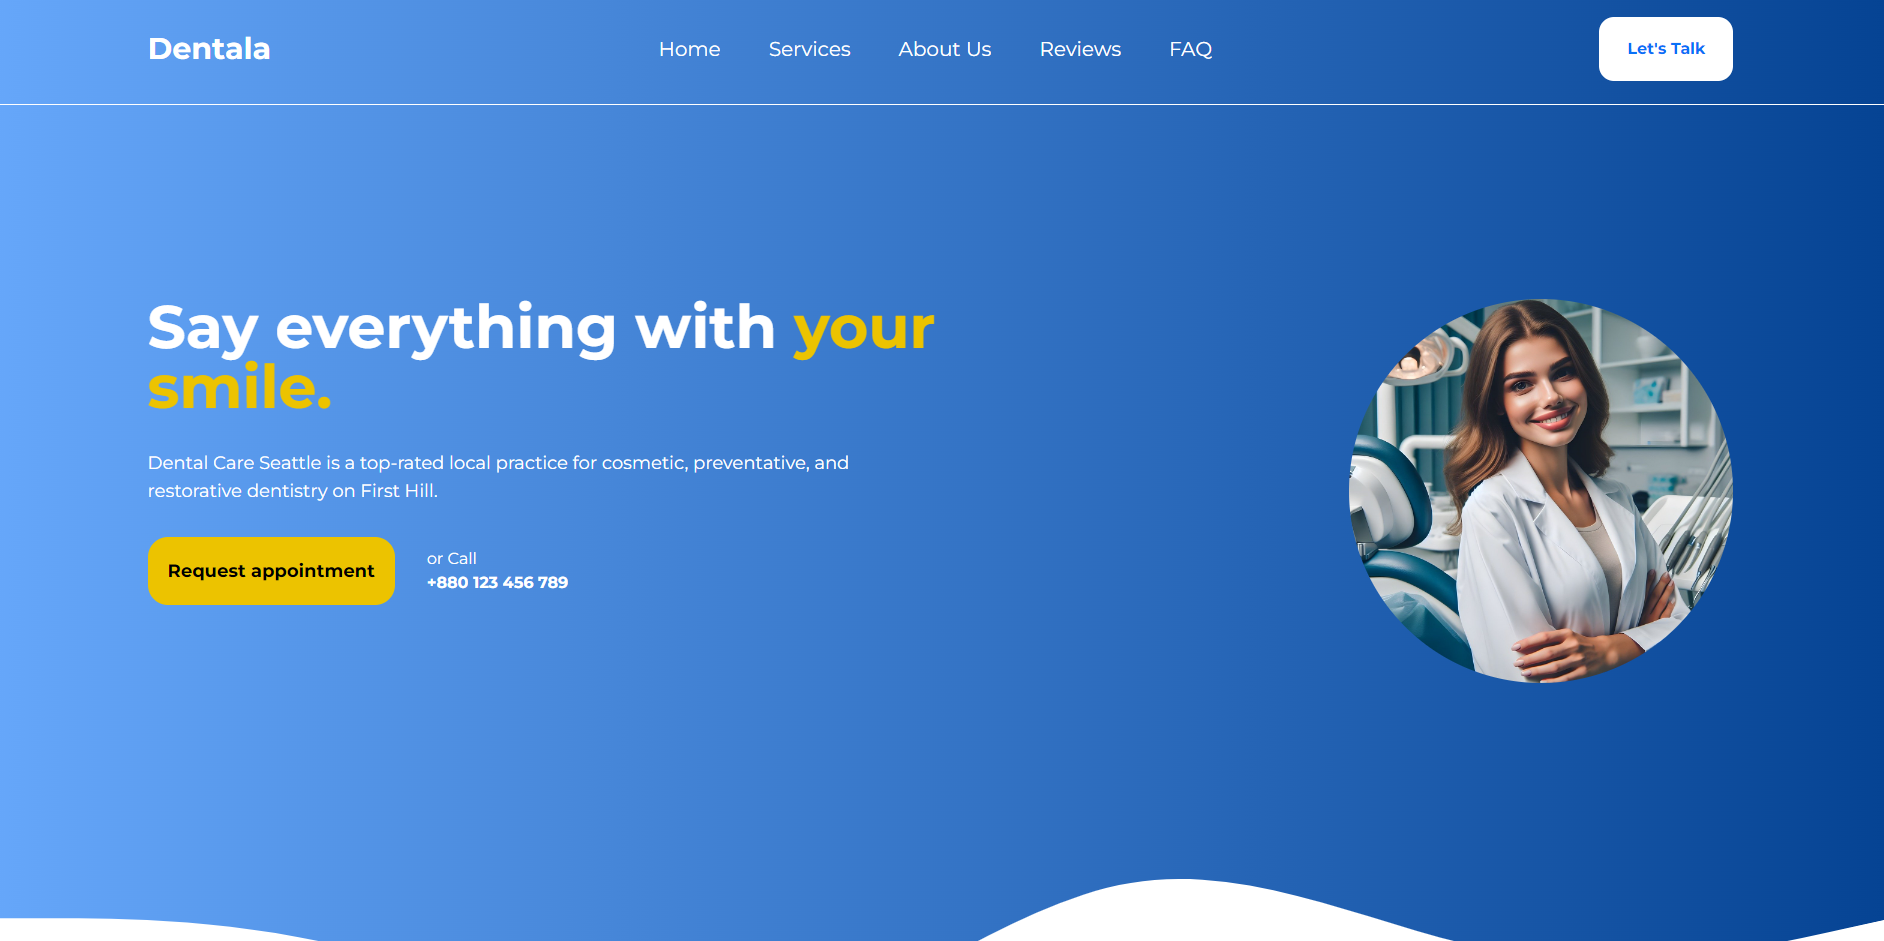 Dentala
Home
Services
About Us
Reviews
FAQ
Let's Talk
Say everything with your
smile.
Dental Care Seattle is a top-rated local practice for cosmetic, preventative, and
restorative dentistry on First Hill.
Request appointment
or Call
+880 123 456 789